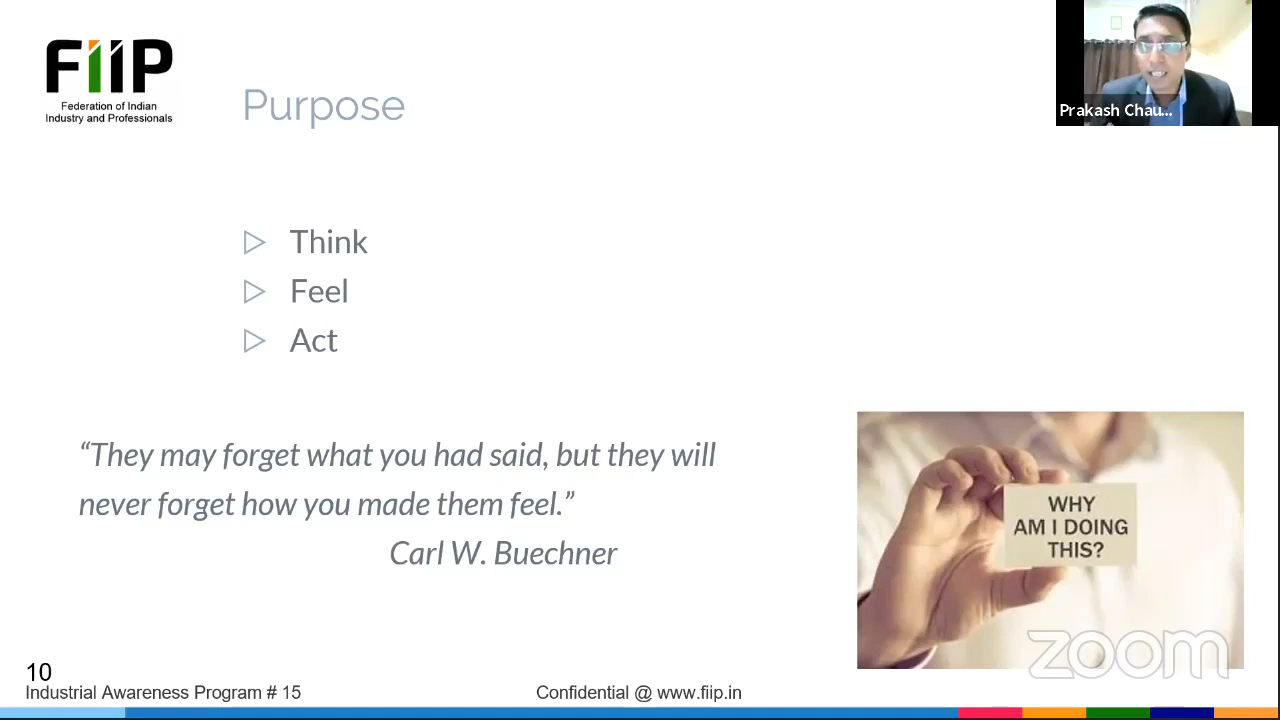 FiiP
Federation of Indian
Industry and Professionals
Purpose
Prakash Chau...
Think
Feel
Act
“They may forget what you had said, but they will
never forget how you made them feel.”
Carl W. Buechner
WHY
AM I DOING
THIS?
zoom
10
Industrial Awareness Program # 15
Confidential @ www.fiip.in